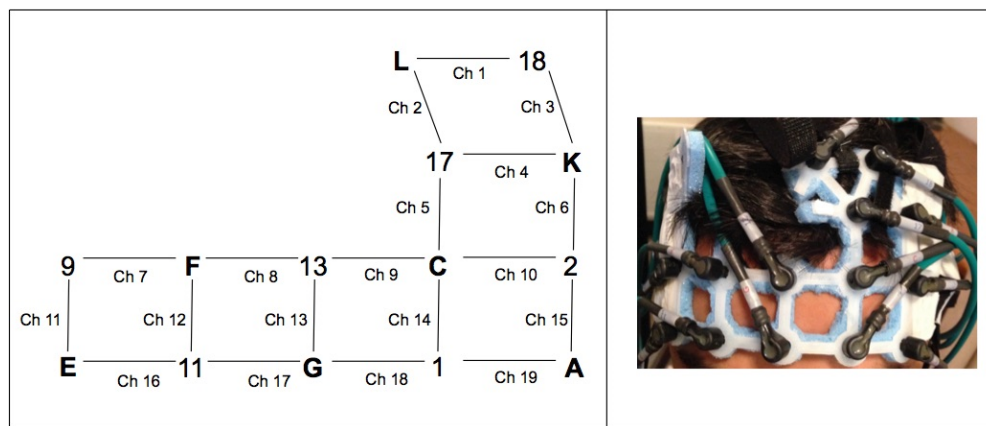 L 18
Ch 1
Ch 2 Ch 3
17 K
Ch 4
Ch 5 Ch 6
9 F 13 C 2
Ch 7 Ch 8 Ch 9 Ch 10
Ch 11 Ch 12 Ch 13 Ch 14 Ch 15
E 11 G 1 A
Ch 16 Ch 17 Ch 18 Ch 19